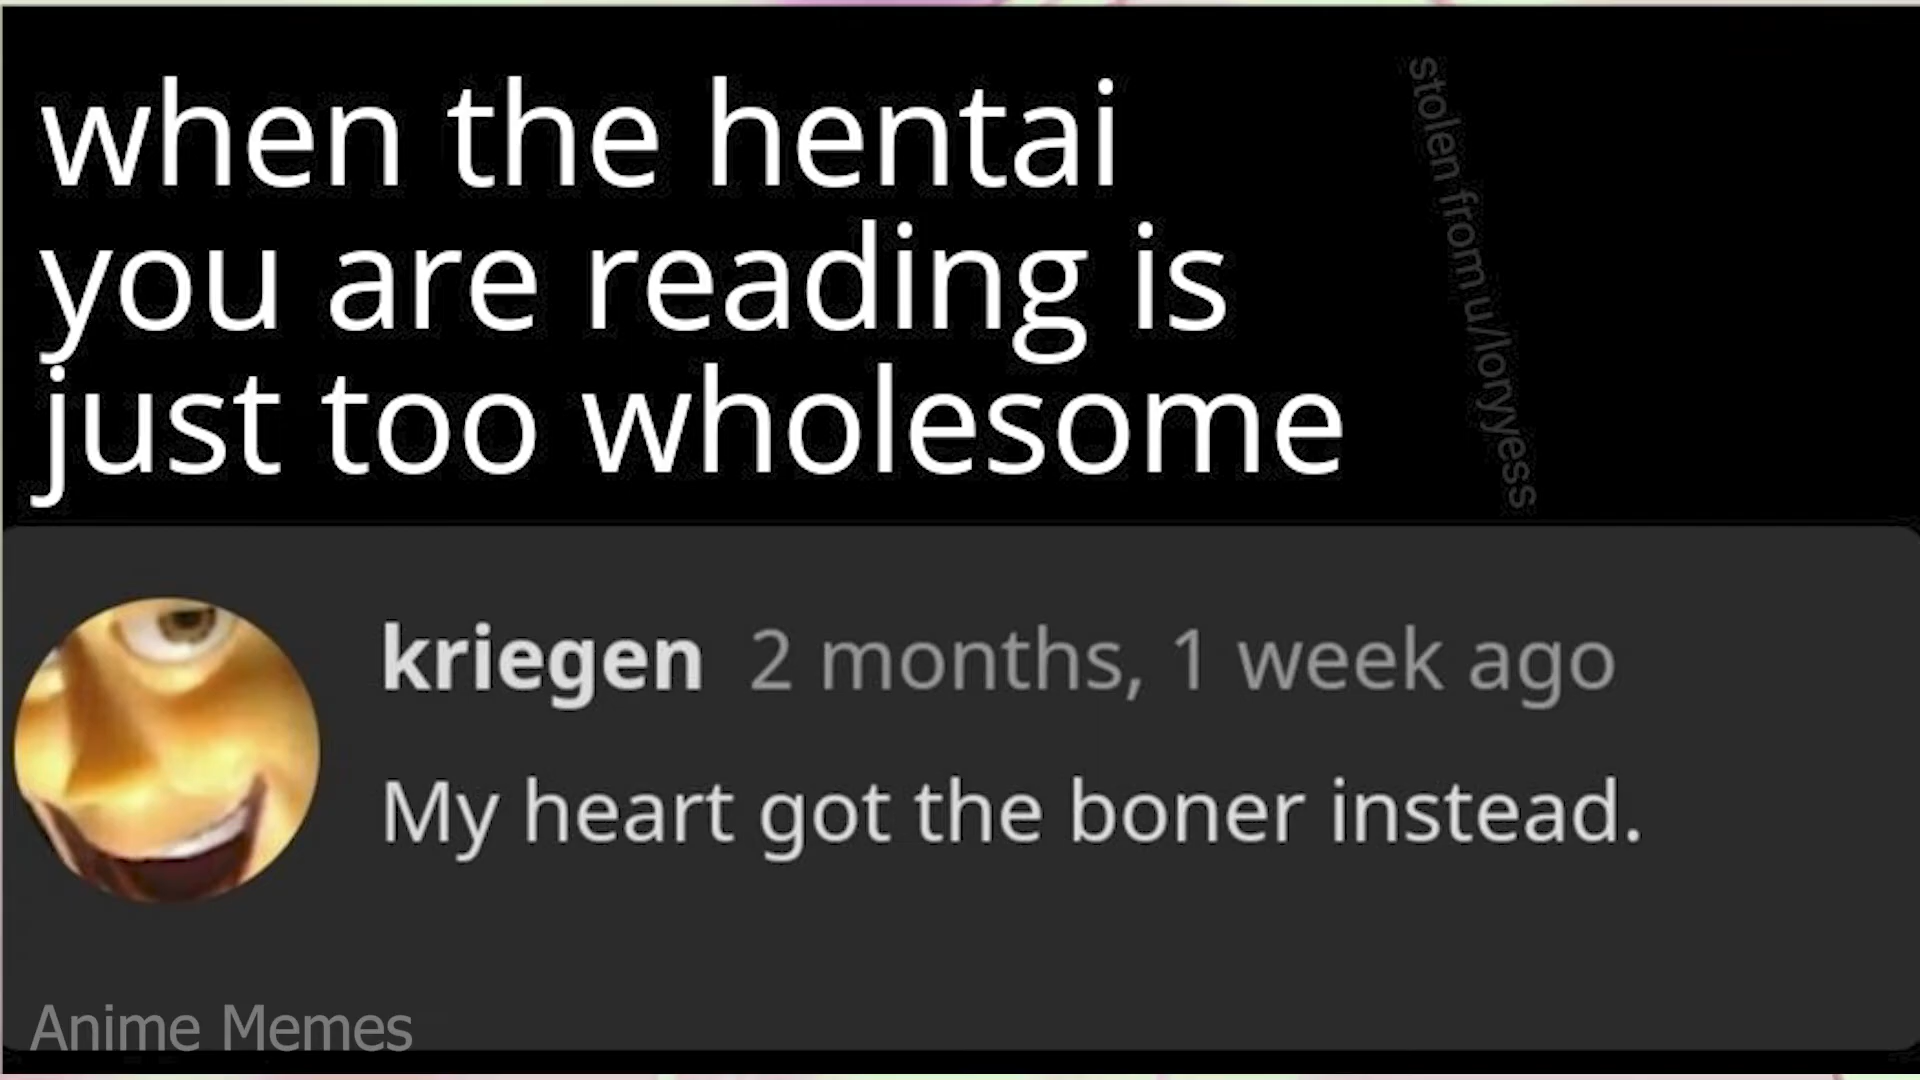 when the hentai
you are reading is
just too wholesome
stolen from u/loryyess
kriegen 2 months, 1 week ago
My heart got the boner instead.
Anime Memes